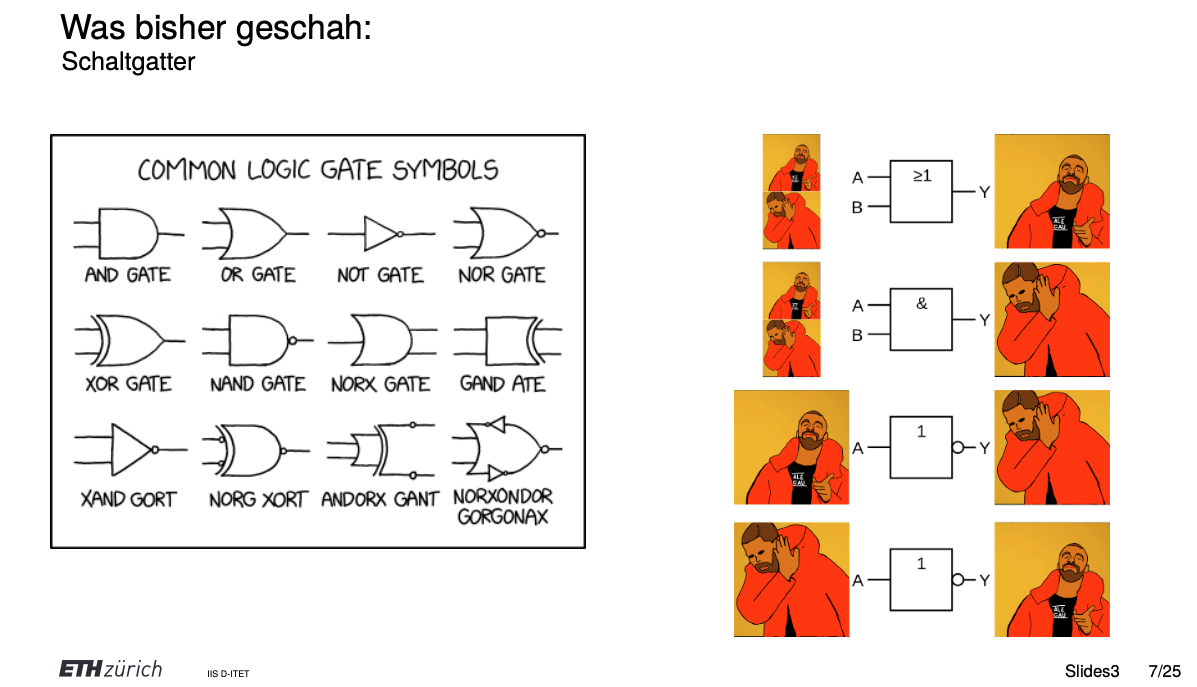 Was bisher geschah:
Schaltgatter
COMMON LOGIC GATE SYMBOLS
AND GATE
OR GATE
NOT GATE
NOR GATE
XOR GATE
NAND GATE
NORX GATE
GAND ATE
XAND GORT
NORG XORT
ANDORX GANT
NORXONDOR
GORGONAX
A
B
≥1
Y
A
B
&
Y
A
1
Y
A
1
Y
ETH zürich
IIS D-ITET
Slides3
7/25